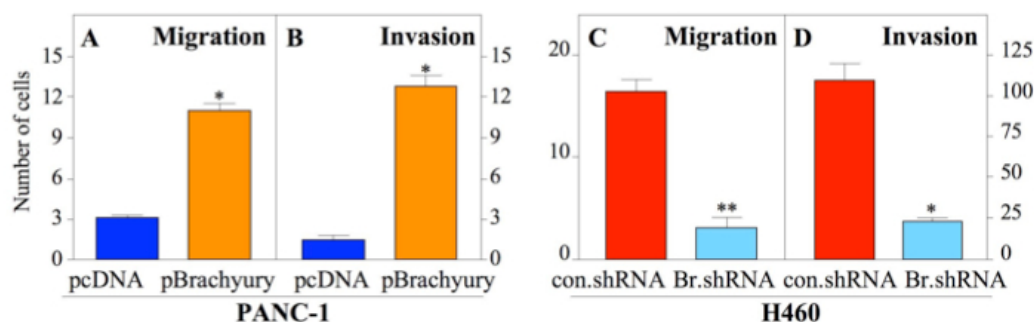 A Migration
B Invasion
C Migration
D Invasion
Number of cells
15
12
9
6
3
0
*
*
15
12
9
6
3
0
20
10
0
**
*
125
100
75
50
25
0
pcDNA pBrachyury pcDNA pBrachyury
con.shRNA Br.shRNA con.shRNA Br.shRNA
PANC-1
H460